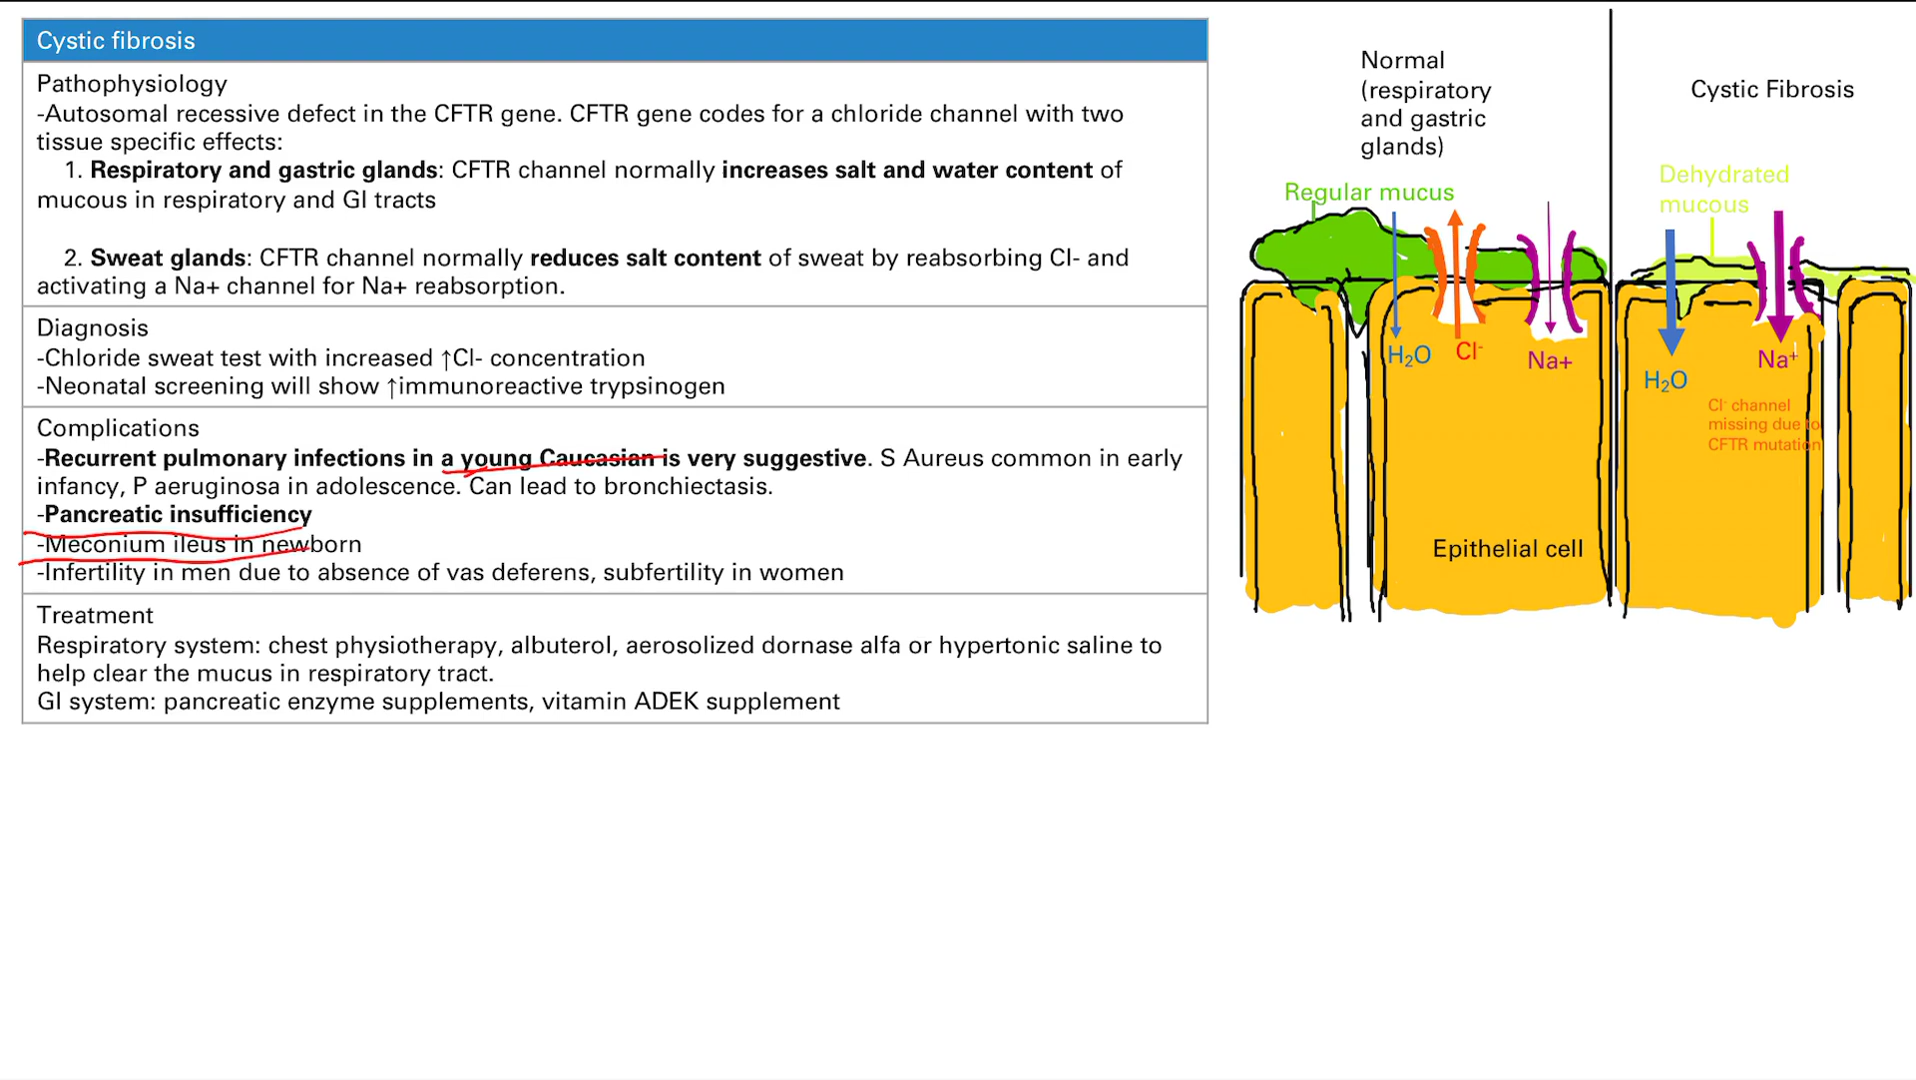 Cystic fibrosis
Pathophysiology
-Autosomal recessive defect in the CFTR gene. CFTR gene codes for a chloride channel with two
tissue specific effects:
1. Respiratory and gastric glands: CFTR channel normally increases salt and water content of
mucous in respiratory and GI tracts
2. Sweat glands: CFTR channel normally reduces salt content of sweat by reabsorbing Cl- and
activating a Na+ channel for Na+ reabsorption.
Diagnosis
-Chloride sweat test with increased ↑Cl- concentration
-Neonatal screening will show ↑immunoreactive trypsinogen
Complications
-Recurrent pulmonary infections in a young Caucasian is very suggestive. S Aureus common in early
infancy, P aeruginosa in adolescence. Can lead to bronchiectasis.
-Pancreatic insufficiency
-Meconium ileus in newborn
-Infertility in men due to absence of vas deferens, subfertility in women
Treatment
Respiratory system: chest physiotherapy, albuterol, aerosolized dornase alfa or hypertonic saline to
help clear the mucus in respiratory tract.
GI system: pancreatic enzyme supplements, vitamin ADEK supplement
Normal
(respiratory
and gastric
glands)
Regular mucus
H₂O
Cl⁻
Na+
Epithelial cell
Cystic Fibrosis
Dehydrated
mucous
H₂O
Na⁺
Cl⁻ channel
missing due to
CFTR mutation